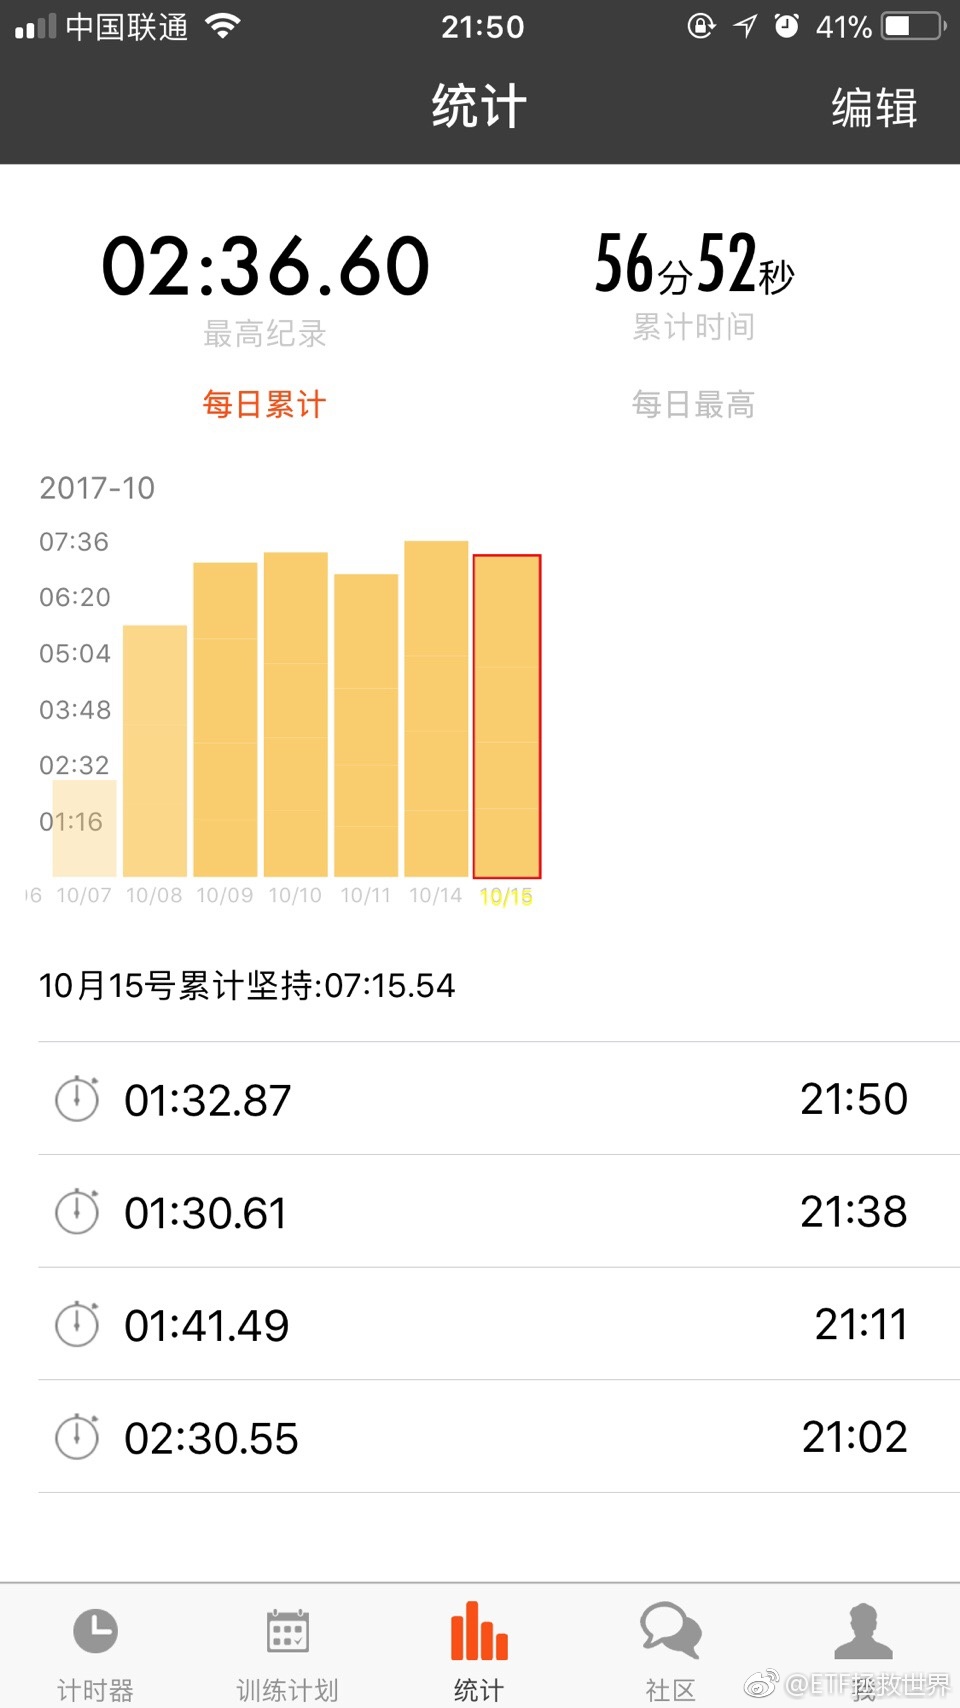 中国联通 21:50 41%
统计 编辑
02:36.60 56分52秒
最高纪录 累计时间
每日累计 每日最高
2017-10
07:36
06:20
05:04
03:48
02:32
01:16
10/07 10/08 10/09 10/10 10/11 10/14 10/15
10月15号累计坚持:07:15.54
01:32.87 21:50
01:30.61 21:38
01:41.49 21:11
02:30.55 21:02
计时器 训练计划 统计 社区 我
@ETF拯救世界